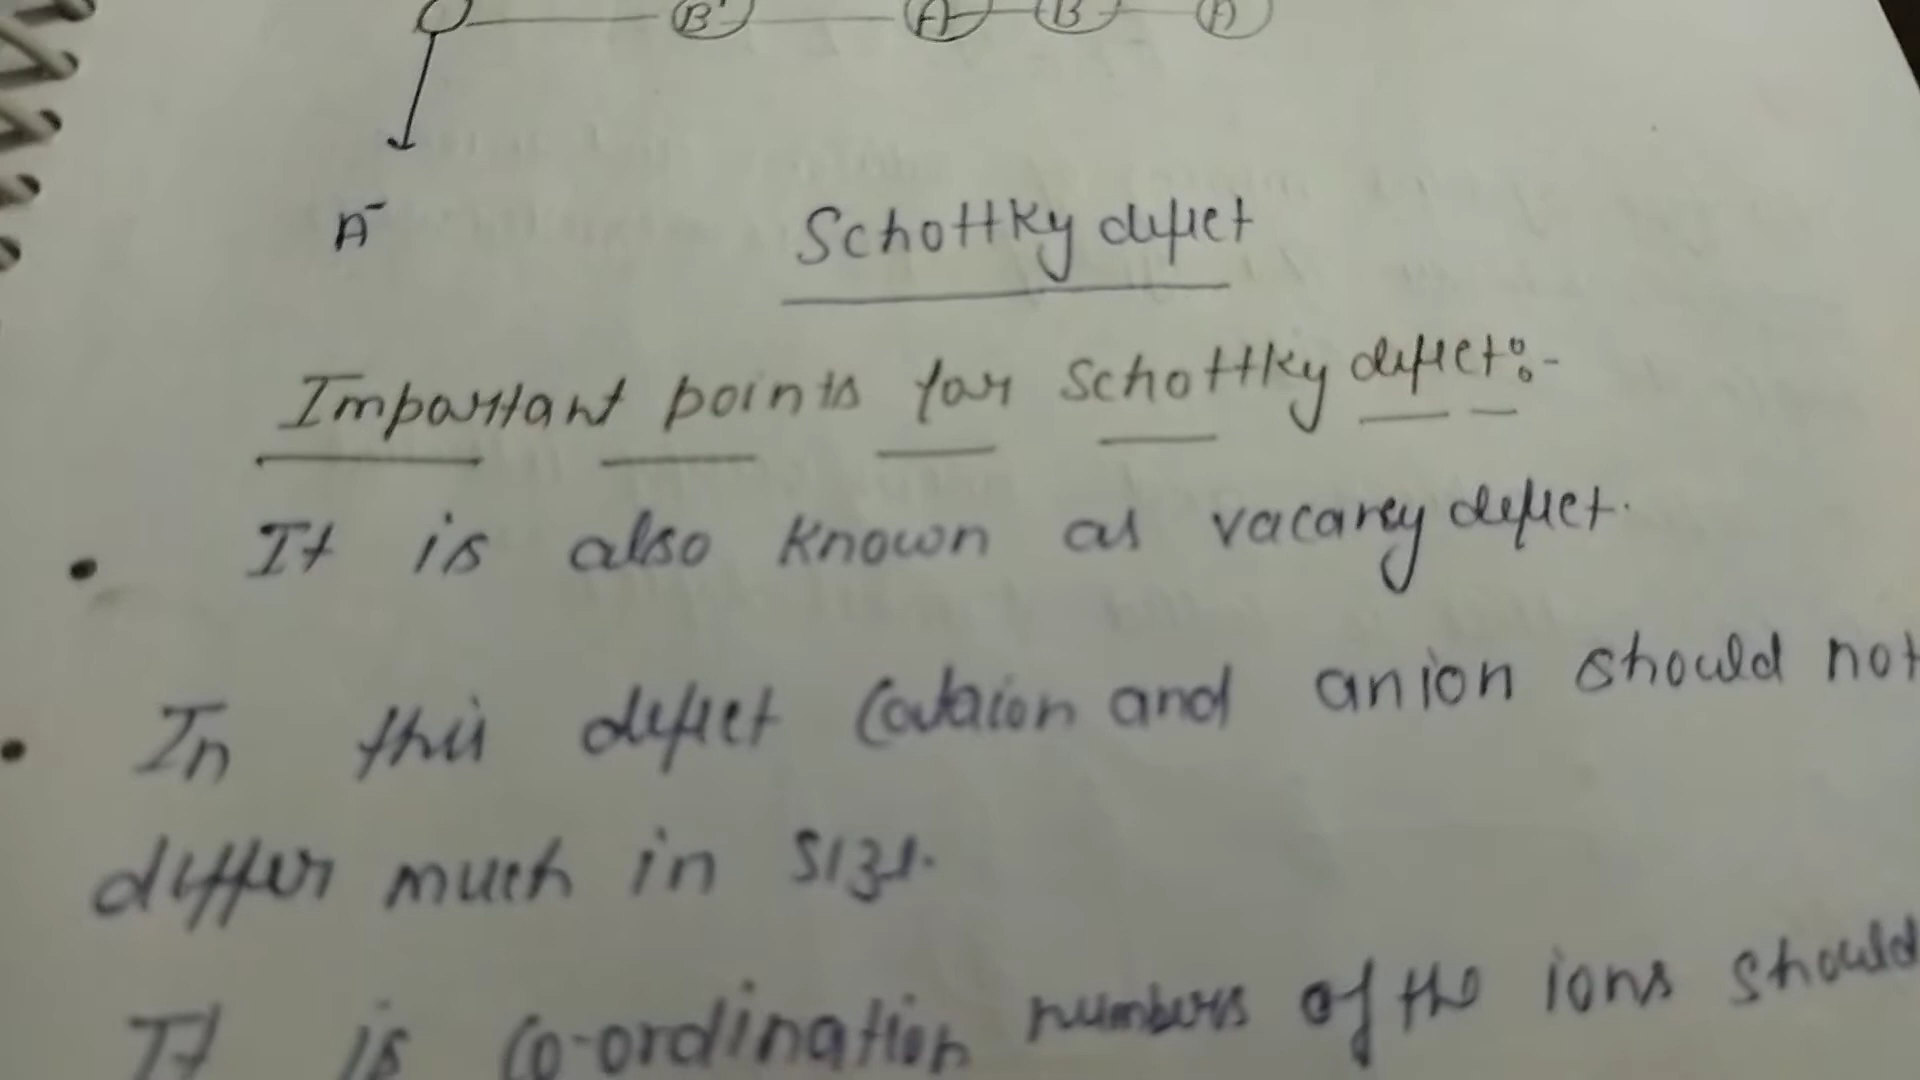 B A B A
A⁻
Schottky defect
Important points for Schottky defect:-
• It is also known as vacancy defect.
• In this defect Cataion and anion should not
differ much in size.
It is Co-ordination numbers of the ions should